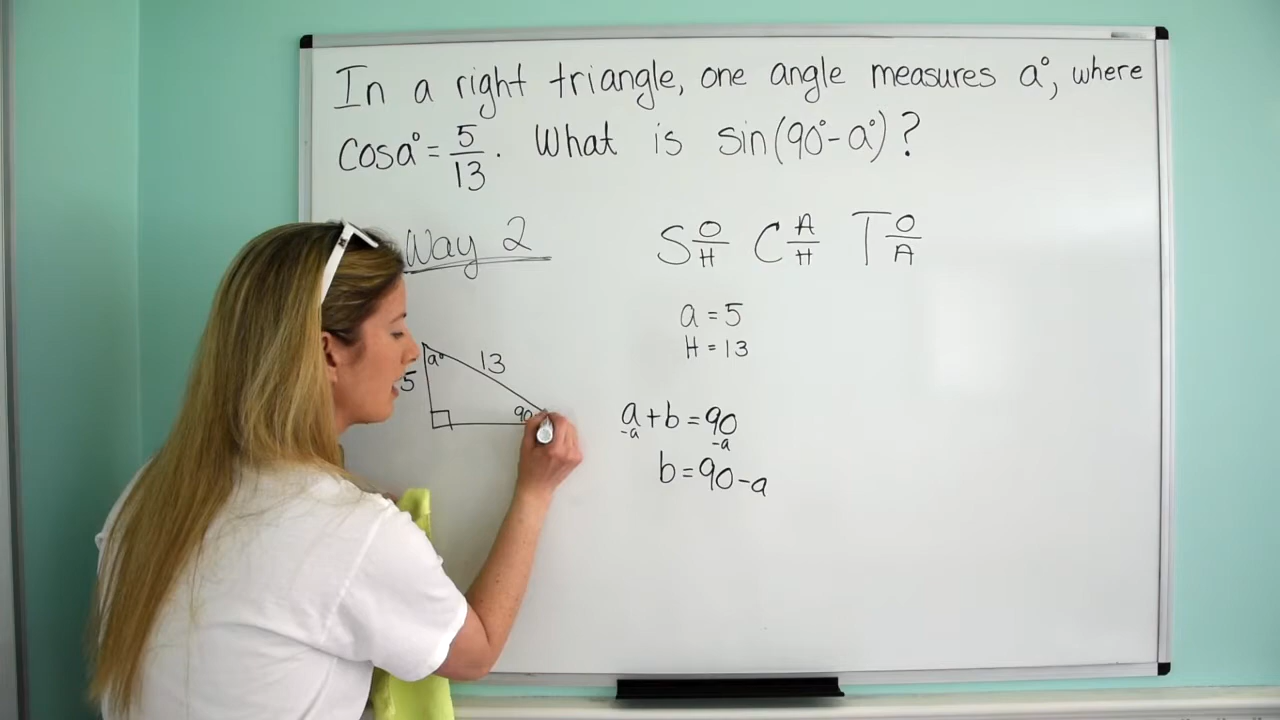 In a right triangle, one angle measures a°, where
cosa° = 5/13. What is sin(90° - a°)?
Way 2
S O/H C A/H T O/A
a = 5
H = 13
a°
13
5
90
a + b = 90
-a -a
b = 90 - a